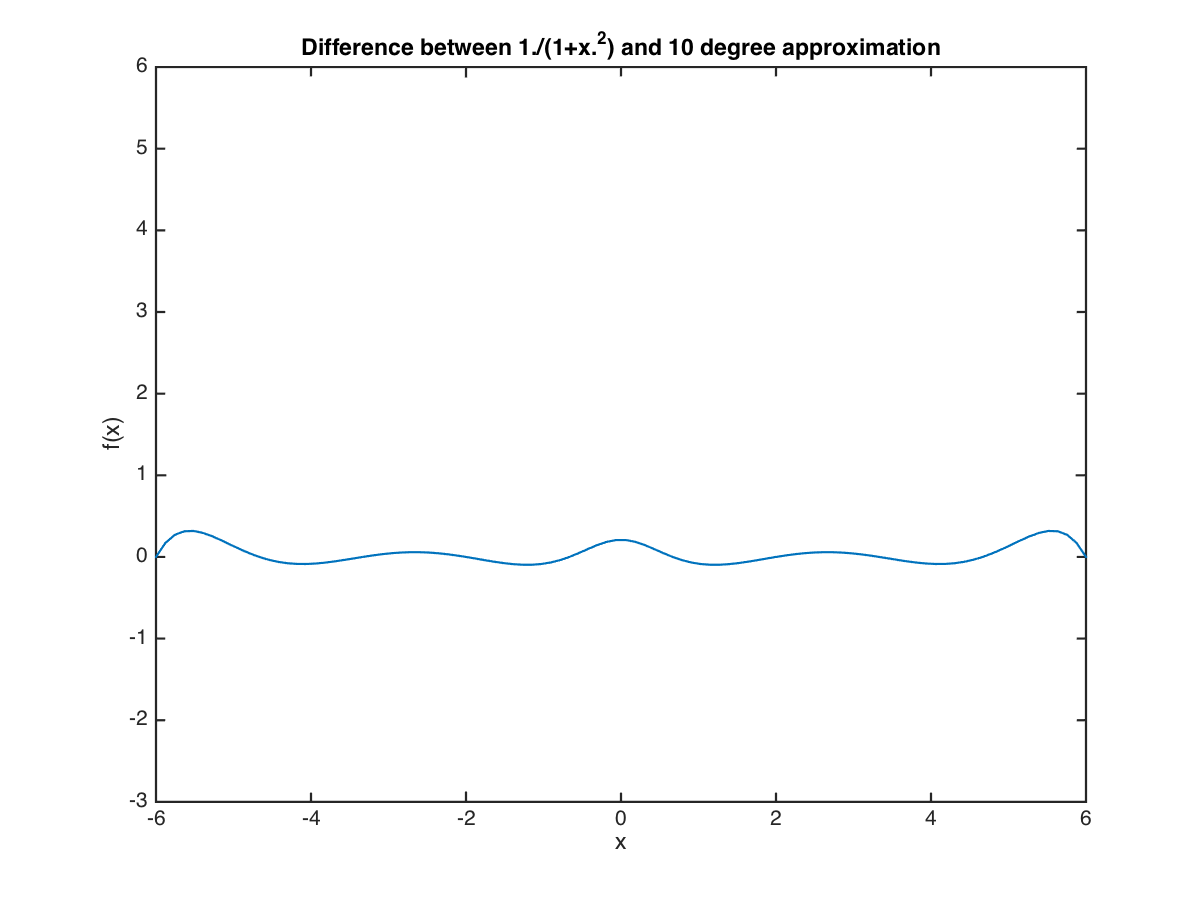 Difference between 1./(1+x.^2) and 10 degree approximation
6
5
4
3
2
1
0
-1
-2
-3
f(x)
-6 -4 -2 0 2 4 6
x